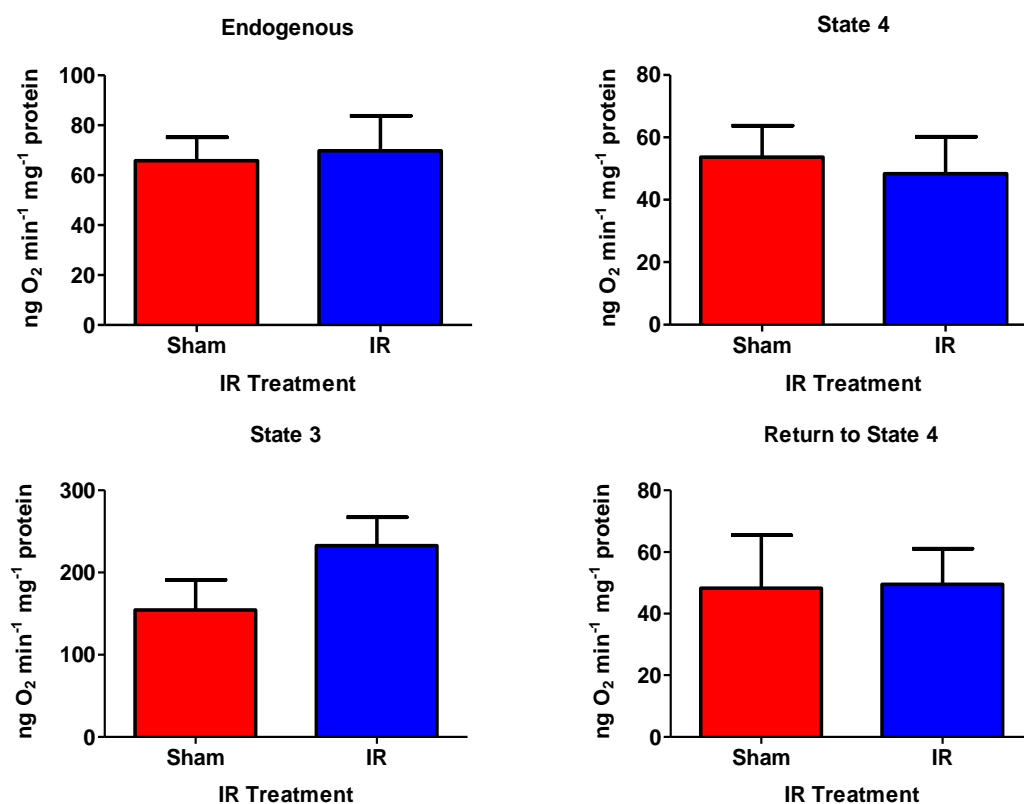 Endogenous
ng O₂ min⁻¹ mg⁻¹ protein
100
80
60
40
20
0
Sham IR
IR Treatment
State 4
ng O₂ min⁻¹ mg⁻¹ protein
80
60
40
20
0
Sham IR
IR Treatment
State 3
ng O₂ min⁻¹ mg⁻¹ protein
300
200
100
0
Sham IR
IR Treatment
Return to State 4
ng O₂ min⁻¹ mg⁻¹ protein
80
60
40
20
0
Sham IR
IR Treatment